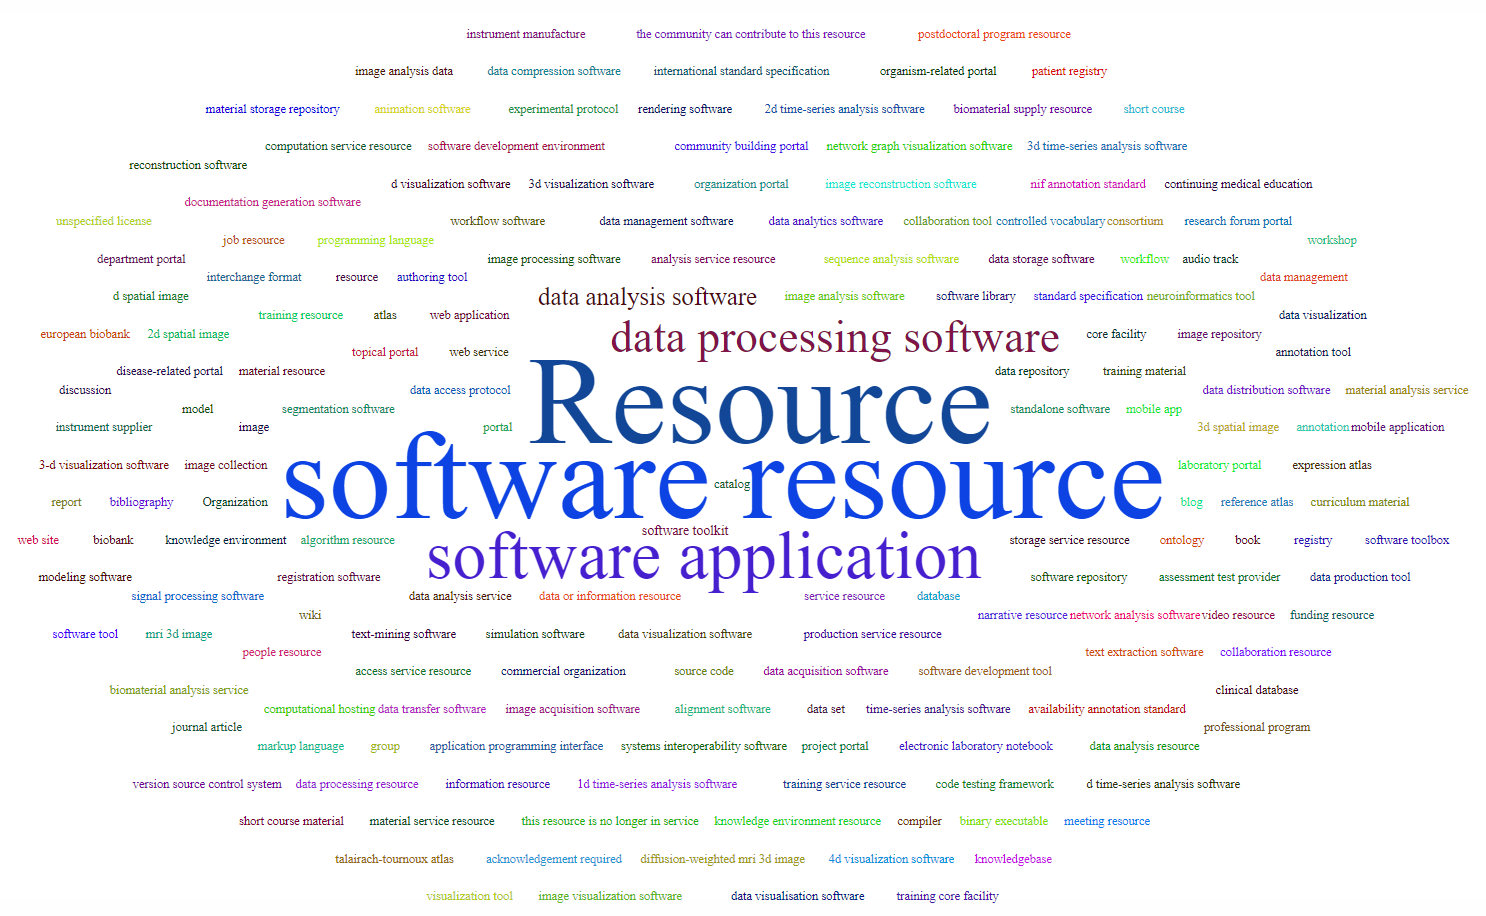 instrument manufacture the community can contribute to this resource postdoctoral program resource
image analysis data data compression software international standard specification organism-related portal patient registry
material storage repository animation software experimental protocol rendering software 2d time-series analysis software biomaterial supply resource short course
computation service resource software development environment community building portal network graph visualization software 3d time-series analysis software
reconstruction software
d visualization software 3d visualization software organization portal image reconstruction software nif annotation standard continuing medical education
documentation generation software
unspecified license workflow software data management software data analytics software collaboration tool controlled vocabulary consortium research forum portal
job resource programming language workshop
department portal image processing software analysis service resource sequence analysis software data storage software workflow audio track
interchange format resource authoring tool data management
d spatial image data analysis software image analysis software software library standard specification neuroinformatics tool
training resource atlas web application data visualization
european biobank 2d spatial image data processing software core facility image repository
topical portal web service annotation tool
disease-related portal material resource data repository training material
discussion data access protocol Resource data distribution software material analysis service
model segmentation software standalone software mobile app
instrument supplier image portal 3d spatial image annotation mobile application
3-d visualization software image collection laboratory portal expression atlas
software resource
catalog
report bibliography Organization blog reference atlas curriculum material
software toolkit
web site biobank knowledge environment algorithm resource storage service resource ontology book registry software toolbox
software application
modeling software registration software software repository assessment test provider data production tool
signal processing software data analysis service data or information resource service resource database
wiki narrative resource network analysis software video resource funding resource
software tool mri 3d image text-mining software simulation software data visualization software production service resource
people resource text extraction software collaboration resource
access service resource commercial organization source code data acquisition software software development tool
biomaterial analysis service clinical database
computational hosting data transfer software image acquisition software alignment software data set time-series analysis software availability annotation standard
journal article professional program
markup language group application programming interface systems interoperability software project portal electronic laboratory notebook data analysis resource
version source control system data processing resource information resource 1d time-series analysis software training service resource code testing framework d time-series analysis software
short course material material service resource this resource is no longer in service knowledge environment resource compiler binary executable meeting resource
talairach-tournoux atlas acknowledgement required diffusion-weighted mri 3d image 4d visualization software knowledgebase
visualization tool image visualization software data visualisation software training core facility